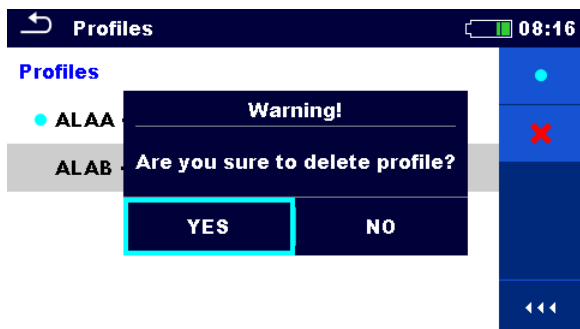 Profiles
08:16
Profiles
ALAA -
ALAB -
Warning!
Are you sure to delete profile?
YES
NO